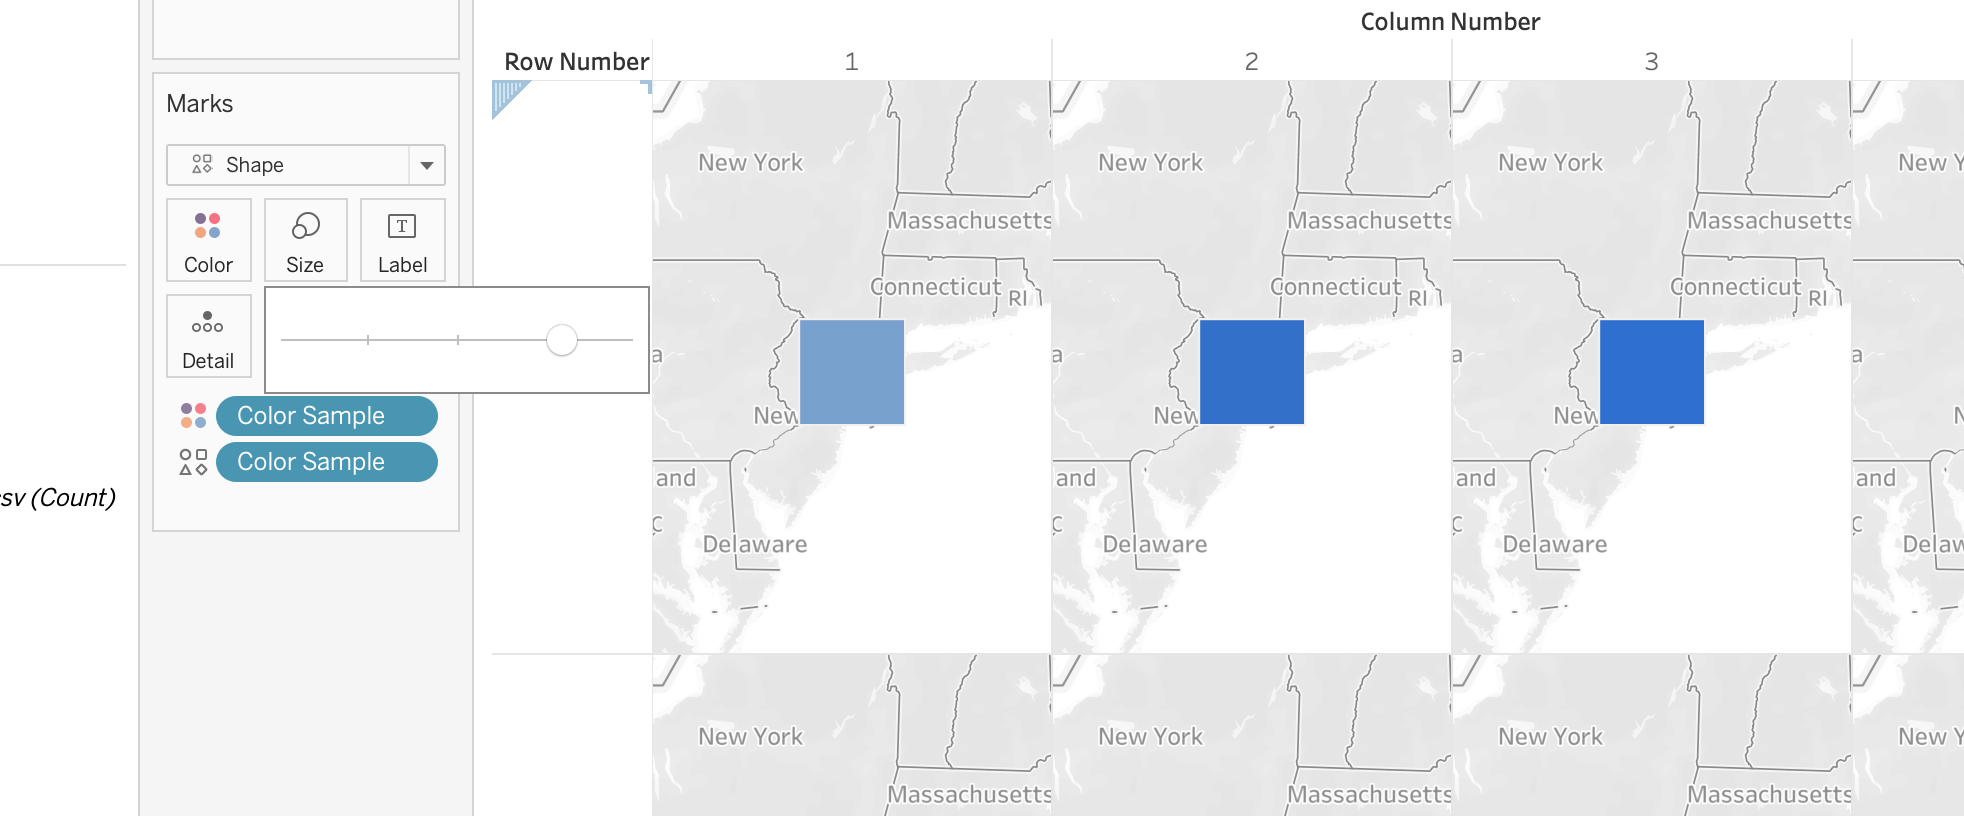 Column Number
Row Number
1
2
3
Marks
Shape
Color
Size
Label
Detail
Color Sample
Color Sample
sv (Count)
New York
Massachusetts
Connecticut
RI
a
New
and
C
Delaware
New York
Massachusetts
Connecticut
RI
a
New
and
C
Delaware
New York
Massachusetts
Connecticut
RI
a
New
and
C
Delaware
New Y
a
N
and
C
Delaw
New York
Massachusetts
New York
Massachusetts
New York
Massachusetts
New Y